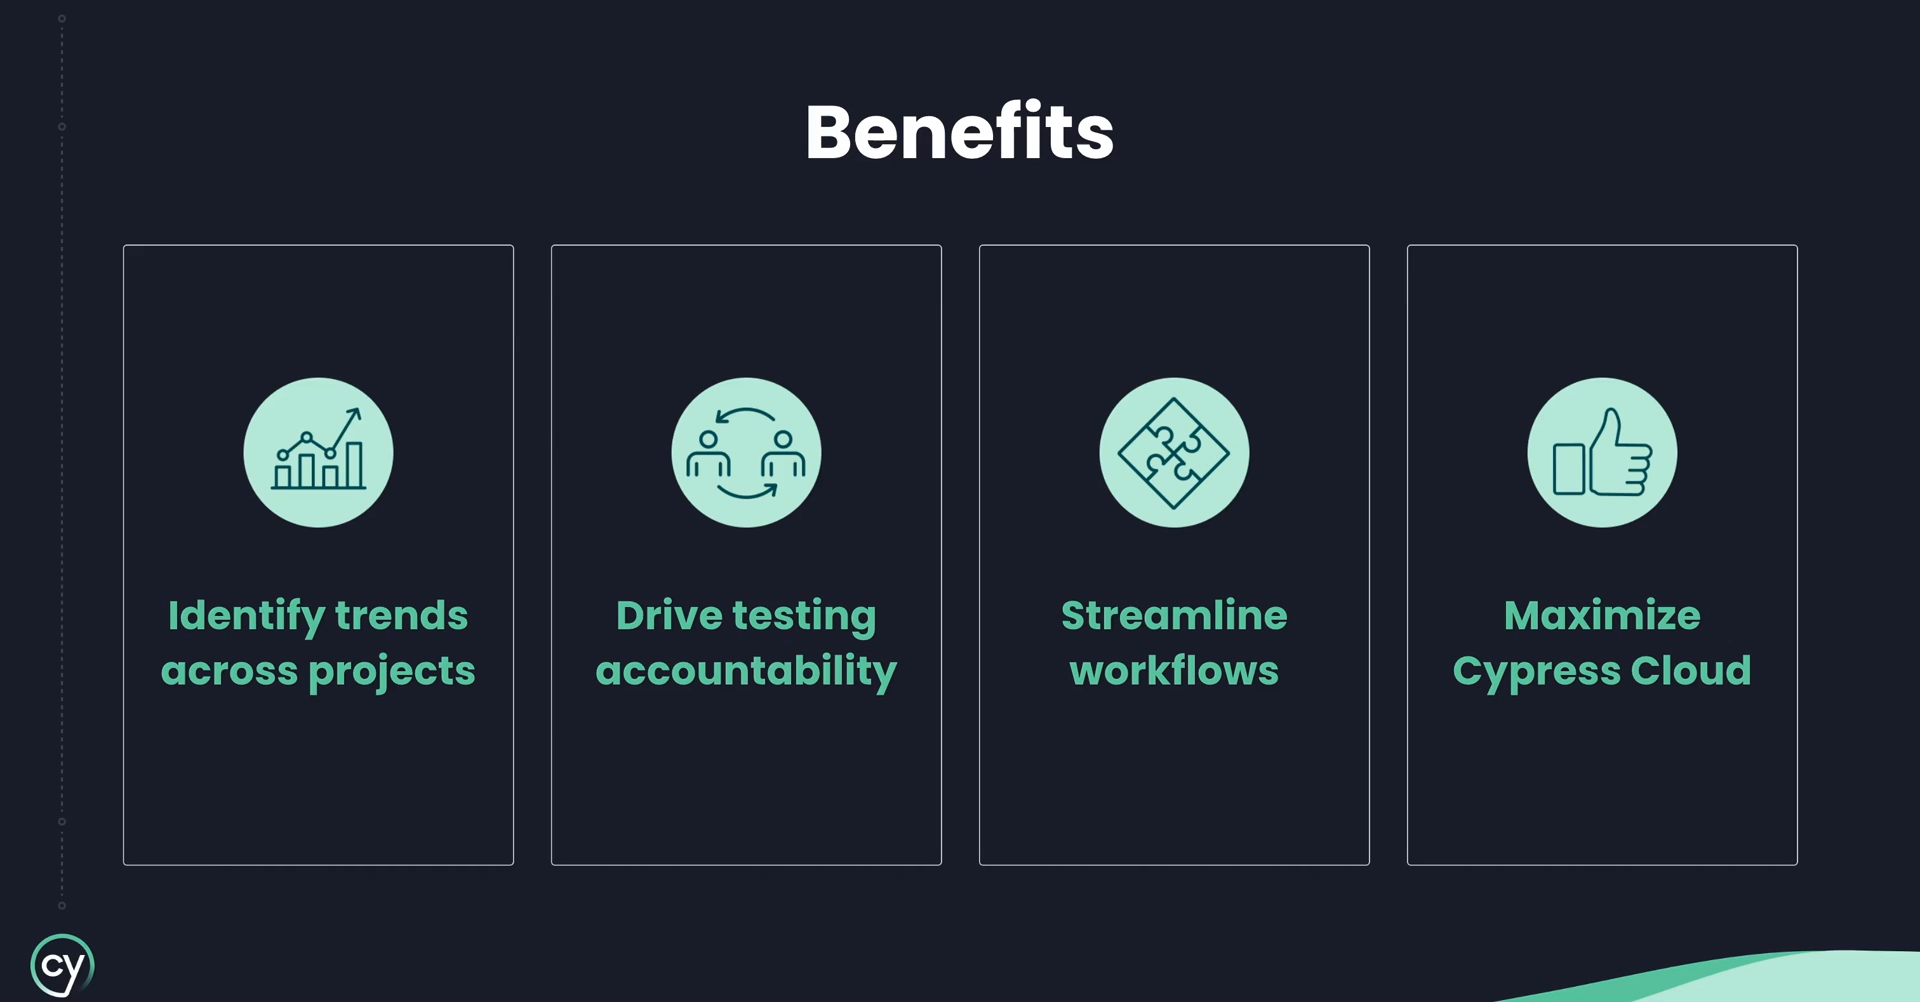 Benefits
Identify trends
across projects
Drive testing
accountability
Streamline
workflows
Maximize
Cypress Cloud
cy